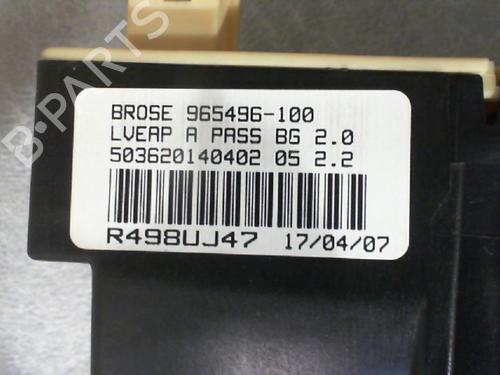 BROSE 965496-100
LVEAP A PASS BG 2.0
503620140402 05 2.2
R498UJ47 17/04/07
B-PARTS